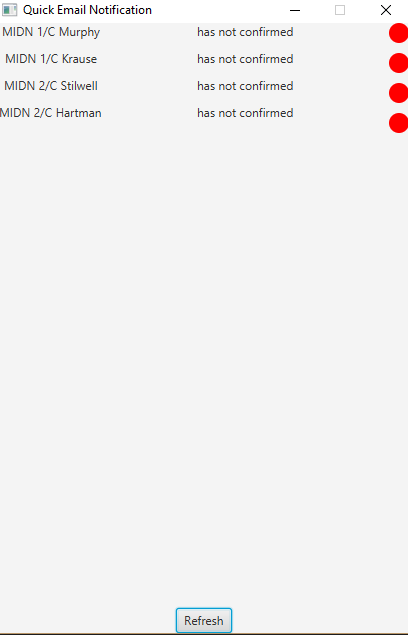 Quick Email Notification
MIDN 1/C Murphy has not confirmed
MIDN 1/C Krause has not confirmed
MIDN 2/C Stilwell has not confirmed
MIDN 2/C Hartman has not confirmed
Refresh